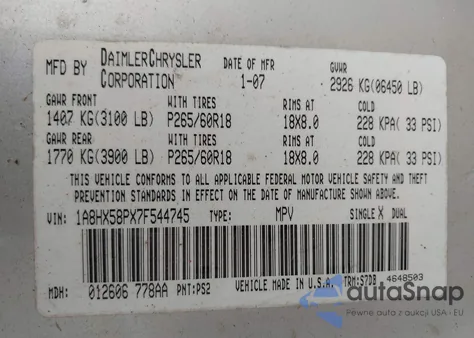 MFD BY DAIMLERCHRYSLER CORPORATION DATE OF MFR 1-07 GVWR 2926 KG(06450 LB)
GAWR FRONT WITH TIRES RIMS AT COLD
1407 KG(3100 LB) P265/60R18 18X8.0 228 KPA( 33 PSI)
GAWR REAR WITH TIRES RIMS AT COLD
1770 KG(3900 LB) P265/60R18 18X8.0 228 KPA( 33 PSI)
THIS VEHICLE CONFORMS TO ALL APPLICABLE FEDERAL MOTOR VEHICLE SAFETY AND THEFT
PREVENTION STANDARDS IN EFFECT ON THE DATE OF MANUFACTURE SHOWN ABOVE.
VIN: 1A8HX58PX7F544745 TYPE: MPV SINGLE X DUAL
MDH: 012606 778AA PNT:PS2 VEHICLE MADE IN U.S.A. TRM:S7DB 4648503
autoSnap
Pewne auta z USA